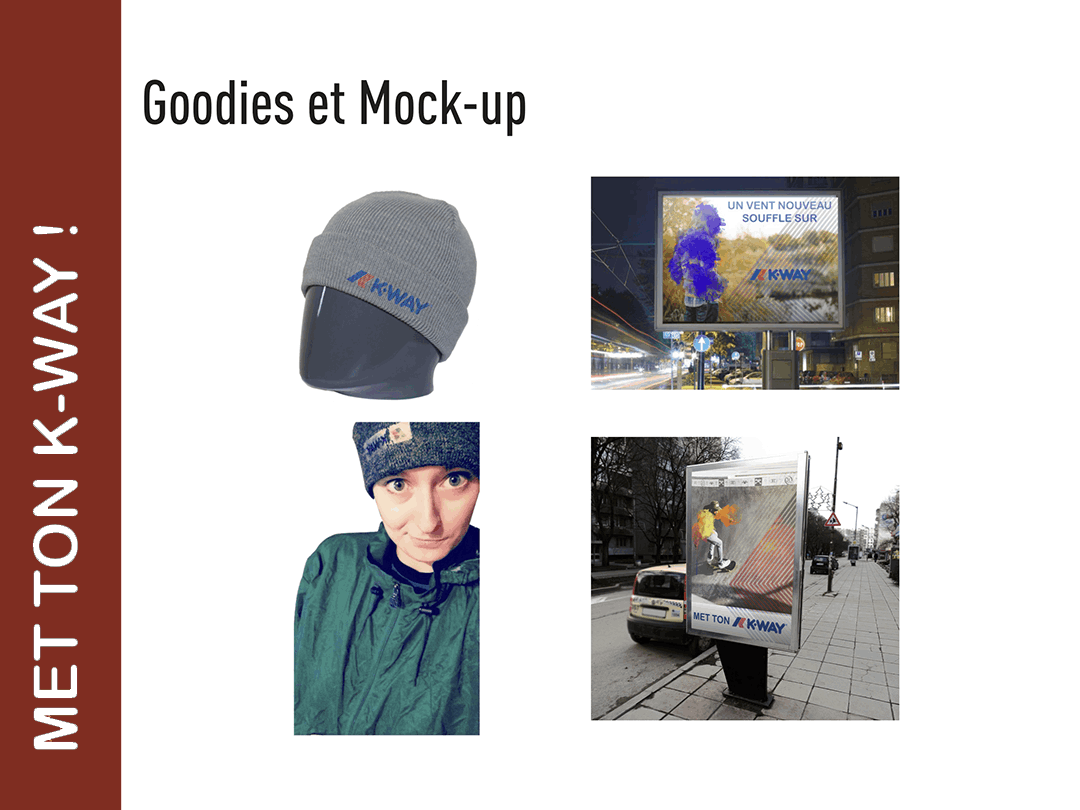 MET TON K-WAY !
Goodies et Mock-up
K-WAY
UN VENT NOUVEAU
SOUFFLE SUR
K-WAY
MET TON K-WAY